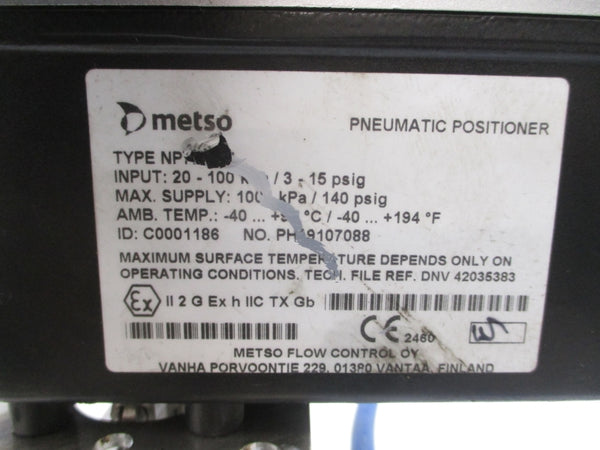 metso
PNEUMATIC POSITIONER
TYPE
INPUT: 20 - 100 / 3 - 15 psig
MAX. SUPPLY: kPa / 140 psig
AMB. TEMP.: -40 ... °C / -40 ... +194 °F
ID: C0001186 NO.
MAXIMUM SURFACE TEMPERATURE DEPENDS ONLY ON
OPERATING CONDITIONS. TECH. FILE REF. DNV 42035383
Ex II 2 G Ex h IIC TX Gb
CE 2460
METSO FLOW CONTROL OY
VANHA PORVOONTIE 229, 01380 VANTAA, FINLAND